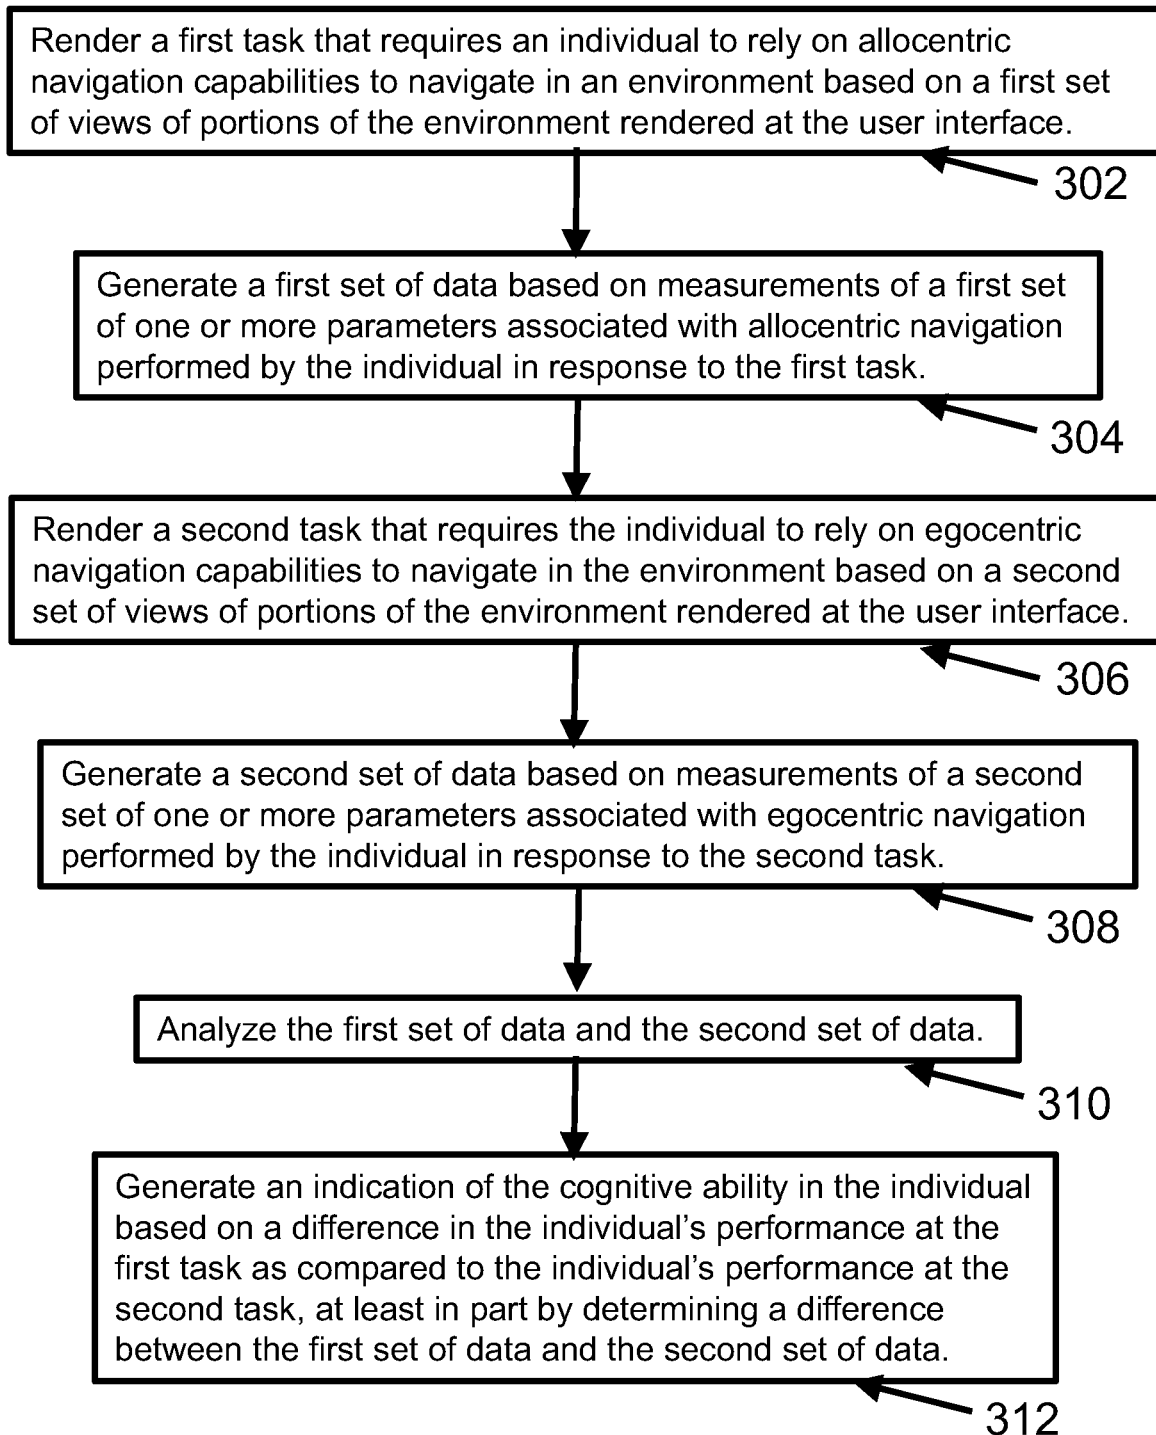 Render a first task that requires an individual to rely on allocentric
navigation capabilities to navigate in an environment based on a first set
of views of portions of the environment rendered at the user interface.
302
Generate a first set of data based on measurements of a first set
of one or more parameters associated with allocentric navigation
performed by the individual in response to the first task.
304
Render a second task that requires the individual to rely on egocentric
navigation capabilities to navigate in the environment based on a second
set of views of portions of the environment rendered at the user interface.
306
Generate a second set of data based on measurements of a second
set of one or more parameters associated with egocentric navigation
performed by the individual in response to the second task.
308
Analyze the first set of data and the second set of data.
310
Generate an indication of the cognitive ability in the individual
based on a difference in the individual’s performance at the
first task as compared to the individual’s performance at the
second task, at least in part by determining a difference
between the first set of data and the second set of data.
312